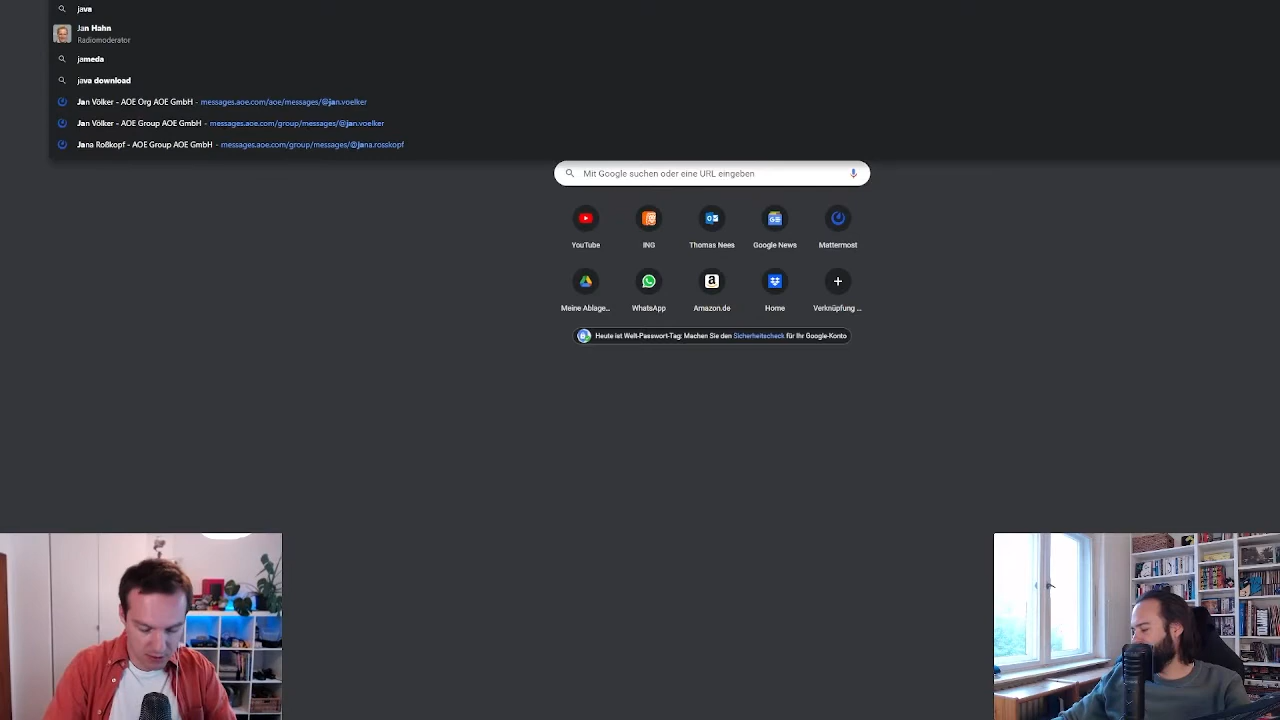 java
Jan Hahn
Radiomoderator
jameda
java download
Jan Völker - AOE Org AOE GmbH - messages.aoe.com/aoe/messages/@jan.voelker
Jan Völker - AOE Group AOE GmbH - messages.aoe.com/group/messages/@jan.voelker
Jana Roßkopf - AOE Group AOE GmbH - messages.aoe.com/group/messages/@jana.rosskopf
Mit Google suchen oder eine URL eingeben
YouTube
ING
Thomas Nees
Google News
Mattermost
Meine Ablage...
WhatsApp
Amazon.de
Home
Verknüpfung ...
Heute ist Welt-Passwort-Tag: Machen Sie den Sicherheitscheck für Ihr Google-Konto